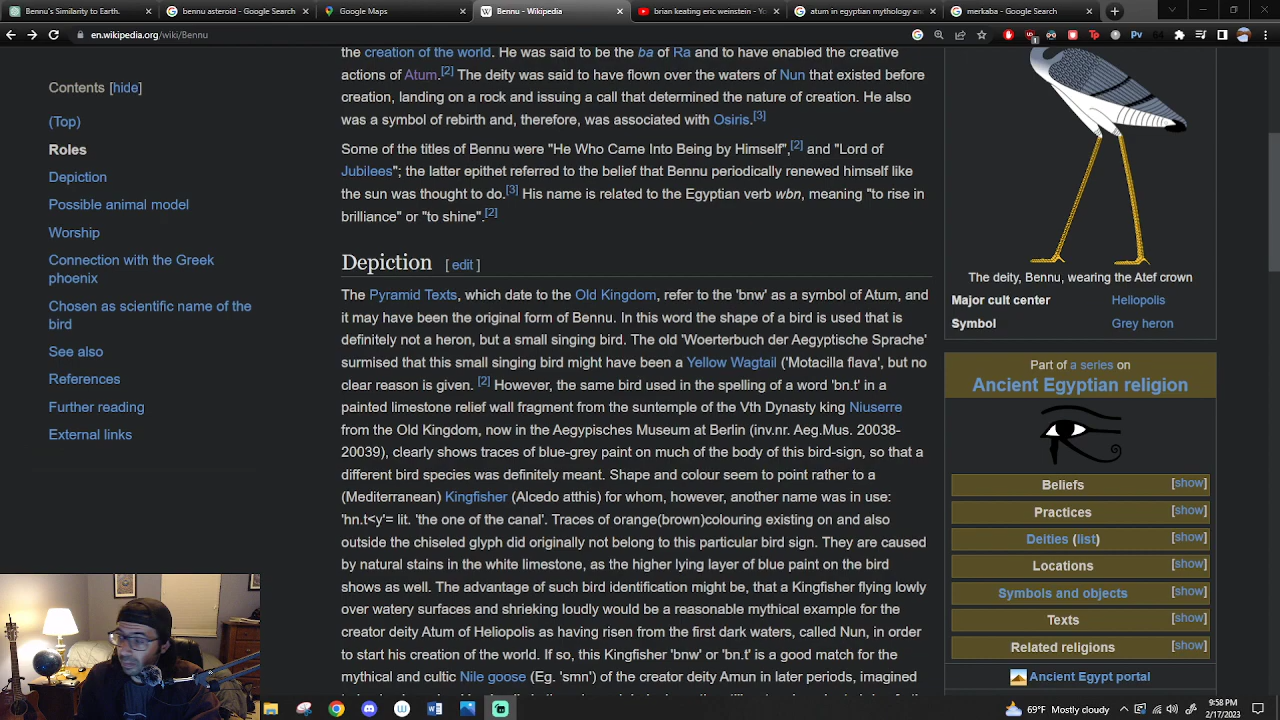 Bennu's Similarity to Earth.
bennu asteroid - Google Search
Google Maps
Bennu - Wikipedia
brian keating eric weinstein - Yo
atum in egyptian mythology an
merkaba - Google Search
en.wikipedia.org/wiki/Bennu
Contents [hide]
(Top)
Roles
Depiction
Possible animal model
Worship
Connection with the Greek
phoenix
Chosen as scientific name of the
bird
See also
References
Further reading
External links
the creation of the world. He was said to be the ba of Ra and to have enabled the creative
actions of Atum.[2] The deity was said to have flown over the waters of Nun that existed before
creation, landing on a rock and issuing a call that determined the nature of creation. He also
was a symbol of rebirth and, therefore, was associated with Osiris.[3]
Some of the titles of Bennu were "He Who Came Into Being by Himself",[2] and "Lord of
Jubilees"; the latter epithet referred to the belief that Bennu periodically renewed himself like
the sun was thought to do.[3] His name is related to the Egyptian verb wbn, meaning "to rise in
brilliance" or "to shine".[2]
Depiction [ edit ]
The Pyramid Texts, which date to the Old Kingdom, refer to the 'bnw' as a symbol of Atum, and
it may have been the original form of Bennu. In this word the shape of a bird is used that is
definitely not a heron, but a small singing bird. The old 'Woerterbuch der Aegyptische Sprache'
surmised that this small singing bird might have been a Yellow Wagtail ('Motacilla flava', but no
clear reason is given. [2] However, the same bird used in the spelling of a word 'bn.t' in a
painted limestone relief wall fragment from the suntemple of the Vth Dynasty king Niuserre
from the Old Kingdom, now in the Aegypisches Museum at Berlin (inv.nr. Aeg.Mus. 20038-
20039), clearly shows traces of blue-grey paint on much of the body of this bird-sign, so that a
different bird species was definitely meant. Shape and colour seem to point rather to a
(Mediterranean) Kingfisher (Alcedo atthis) for whom, however, another name was in use:
'hn.t<y'= lit. 'the one of the canal'. Traces of orange(brown)colouring existing on and also
outside the chiseled glyph did originally not belong to this particular bird sign. They are caused
by natural stains in the white limestone, as the higher lying layer of blue paint on the bird
shows as well. The advantage of such bird identification might be, that a Kingfisher flying lowly
over watery surfaces and shrieking loudly would be a reasonable mythical example for the
creator deity Atum of Heliopolis as having risen from the first dark waters, called Nun, in order
to start his creation of the world. If so, this Kingfisher 'bnw' or 'bn.t' is a good match for the
mythical and cultic Nile goose (Eg. 'smn') of the creator deity Amun in later periods, imagined
The deity, Bennu, wearing the Atef crown
Major cult center Heliopolis
Symbol Grey heron
Part of a series on
Ancient Egyptian religion
Beliefs [show]
Practices [show]
Deities (list) [show]
Locations [show]
Symbols and objects [show]
Texts [show]
Related religions [show]
Ancient Egypt portal
69°F Mostly cloudy
9:58 PM
2/17/2023